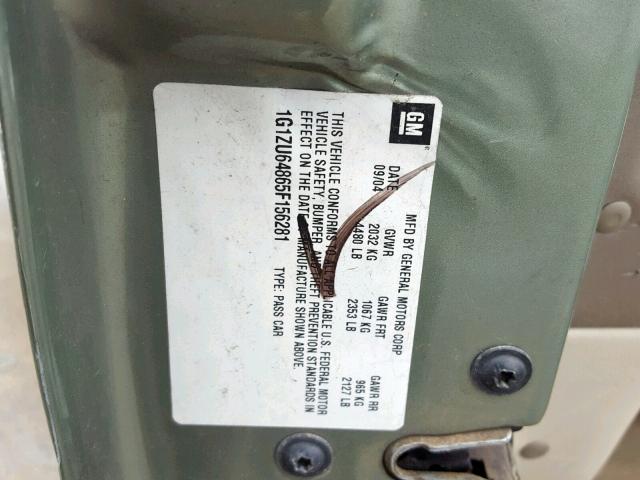 GM
MFD BY GENERAL MOTORS CORP
DATE GVWR GAWR FRT GAWR RR
09/04 2032 KG 1067 KG 965 KG
4480 LB 2353 LB 2127 LB
THIS VEHICLE CONFORMS TO ALL APPLICABLE U.S. FEDERAL MOTOR
VEHICLE SAFETY, BUMPER, AND THEFT PREVENTION STANDARDS IN
EFFECT ON THE DATE MANUFACTURE SHOWN ABOVE.
1G1ZU64865F156281 TYPE: PASS CAR